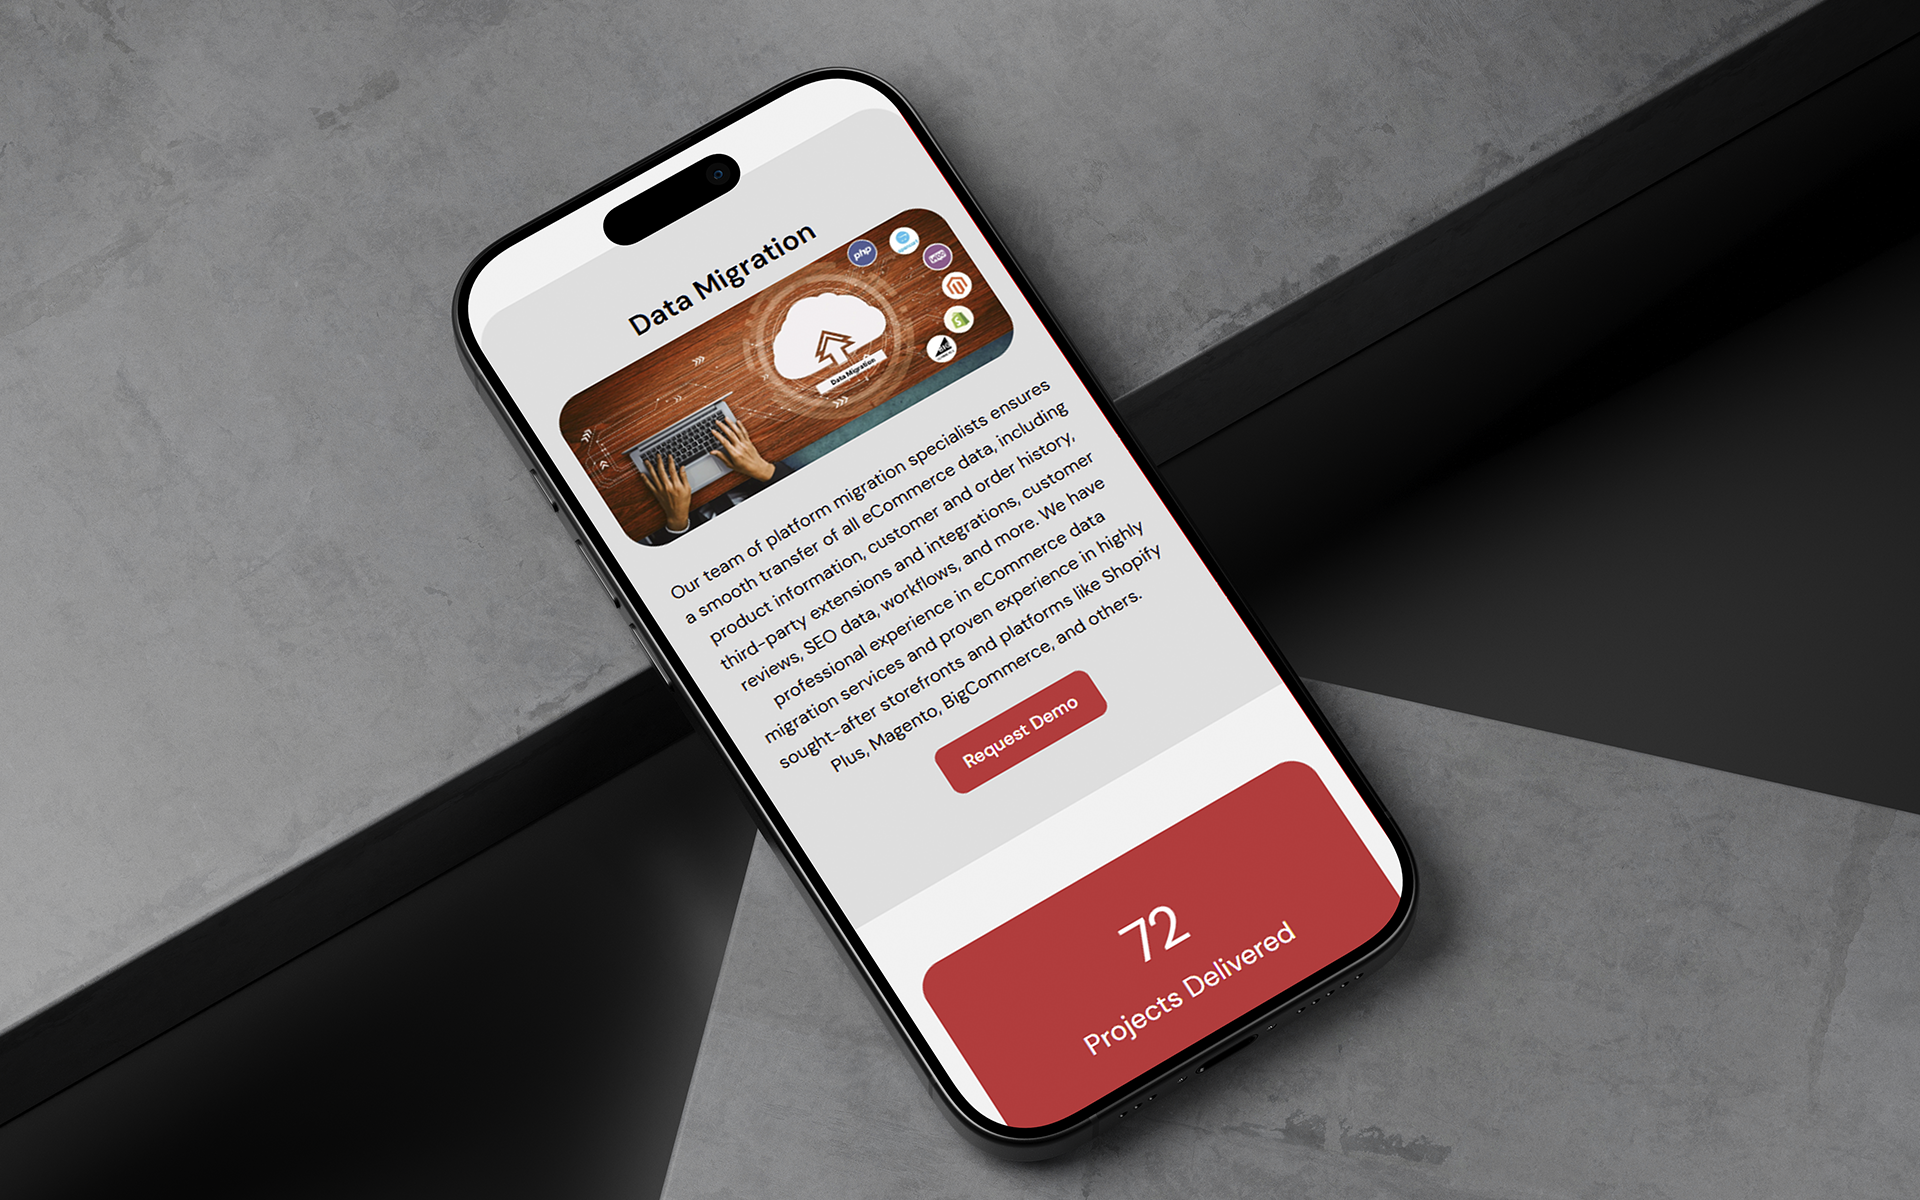 Data Migration
php
Data Migration
Our team of platform migration specialists ensures
a smooth transfer of all eCommerce data, including
product information, customer and order history,
third-party extensions and integrations, customer
reviews, SEO data, workflows, and more. We have
professional experience in eCommerce data
migration services and proven experience in highly
sought-after storefronts and platforms like Shopify
Plus, Magento, BigCommerce, and others.
Request Demo
72
Projects Delivered